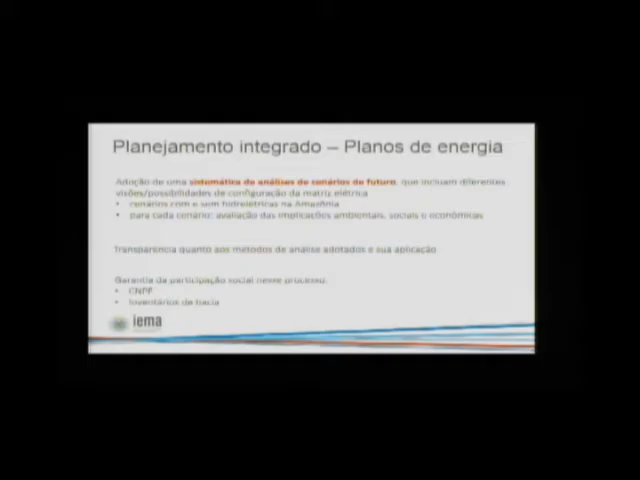 Planejamento integrado – Planos de energia
Adoção de uma sistemática de análises de cenários de futuro, que incluam diferentes
visões/possibilidades de configuração da matriz elétrica
• cenários com e sem hidrelétricas na Amazônia
• para cada cenário: avaliação das implicações ambientais, sociais e econômicas
Transparência quanto aos métodos de análise adotados e sua aplicação
Garantia da participação social nesse processo:
• CNPE
• Inventários de bacia
iema